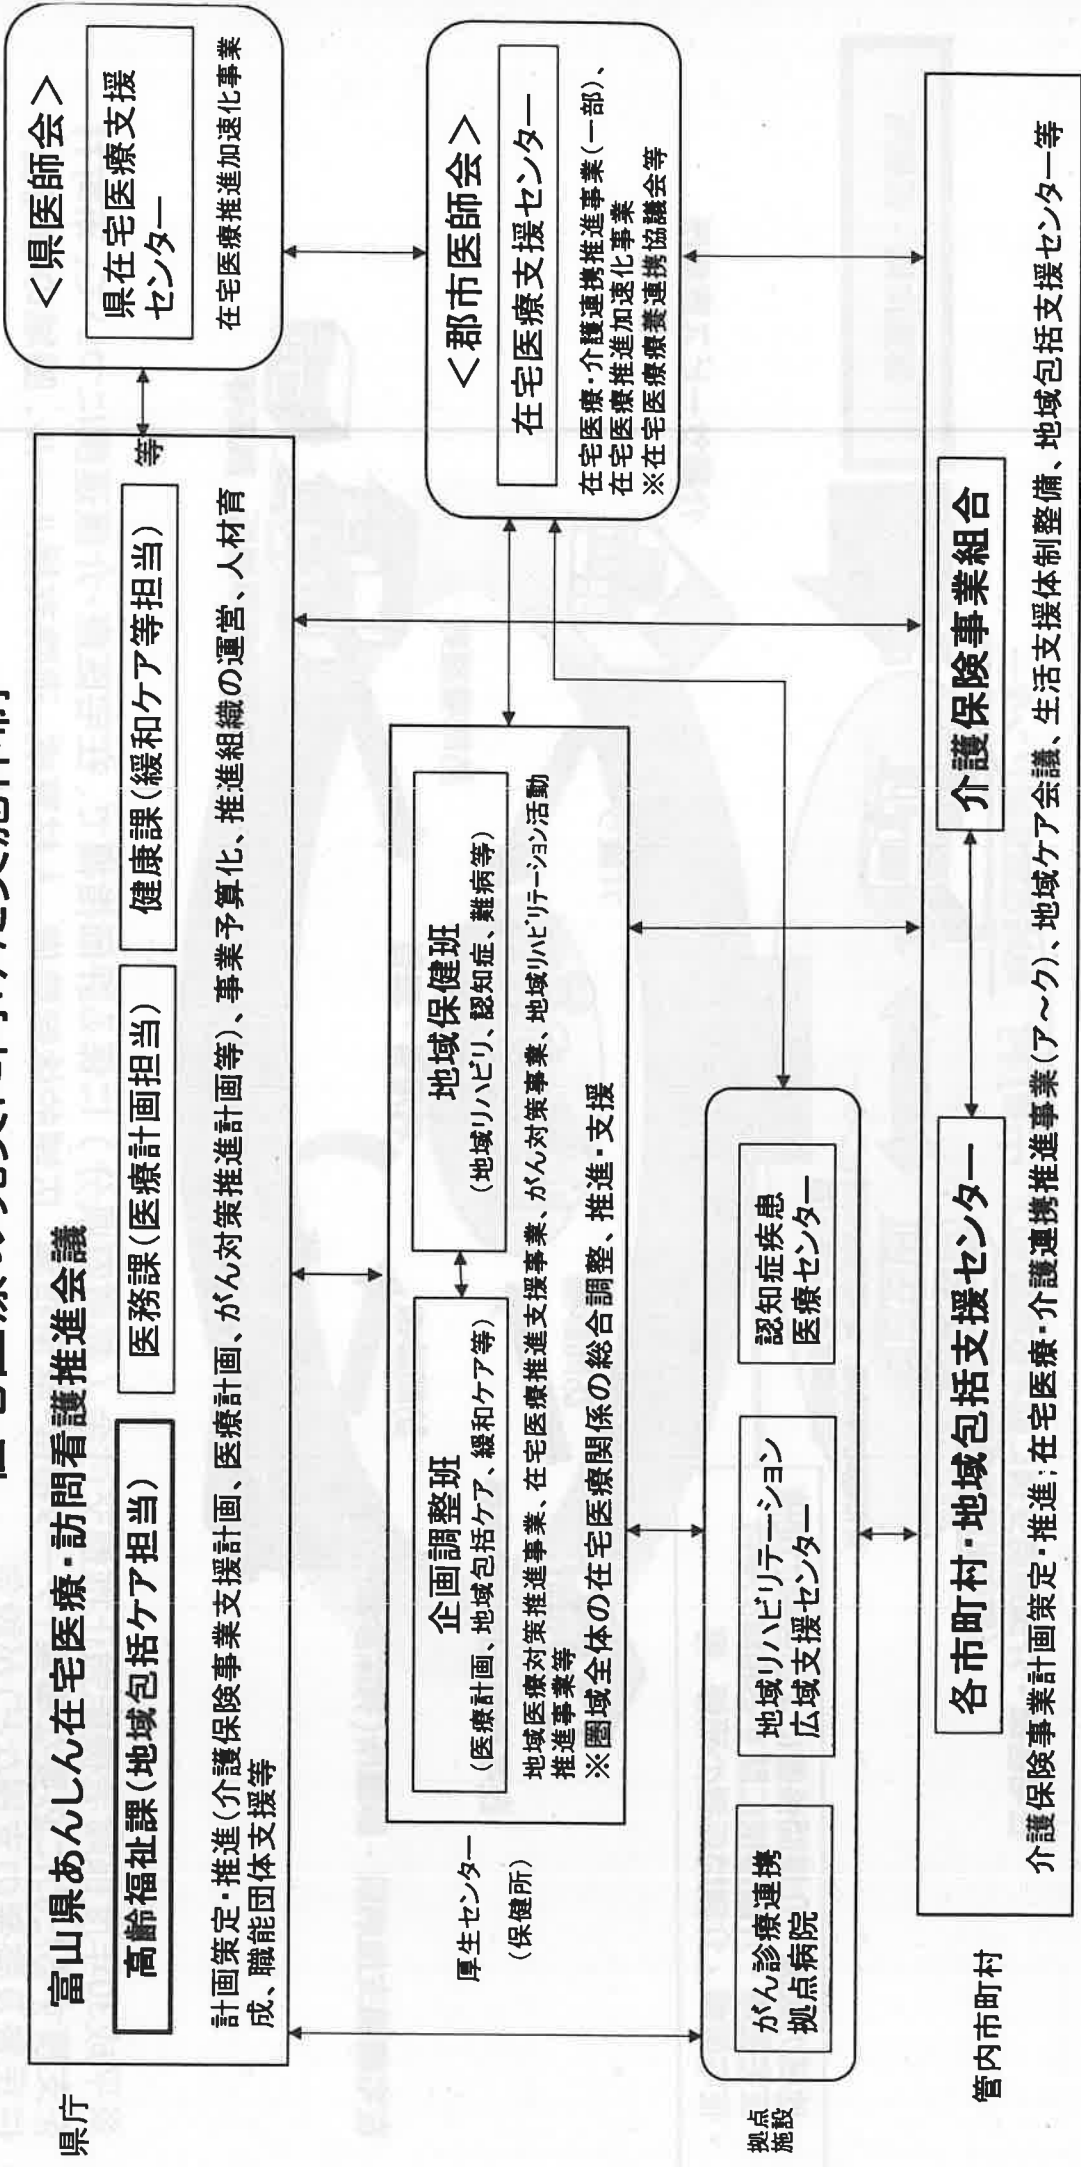 県庁
富山県あんしん在宅医療・訪問看護推進会議
高齢福祉課(地域包括ケア担当)
医務課(医療計画担当)
健康課(緩和ケア等担当)
等
計画策定・推進(介護保険事業支援計画、医療計画、がん対策推進計画等)、事業予算化、推進組織の運営、人材育
成、職能団体支援等
<県医師会>
県在宅医療支援
センター
在宅医療推進加速化事業
厚生センター
(保健所)
企画調整班
(医療計画、地域包括ケア、緩和ケア等)
地域保健班
(地域リハビリ、認知症、難病等)
地域医療対策推進事業、在宅医療推進支援事業、がん対策事業、地域リハビリテーション活動
推進事業等
※圏域全体の在宅医療関係の総合調整、推進・支援
<郡市医師会>
在宅医療支援センター
在宅医療・介護連携推進事業(一部)、
在宅医療推進加速化事業
※在宅医療療養連携協議会等
拠点
施設
がん診療連携
拠点病院
地域リハビリテーション
広域支援センター
認知症疾患
医療センター
管内市町村
各市町村・地域包括支援センター
介護保険事業組合
介護保険事業計画策定・推進;在宅医療・介護連携推進事業(ア～ク)、地域ケア会議、生活支援体制整備、地域包括支援センター等